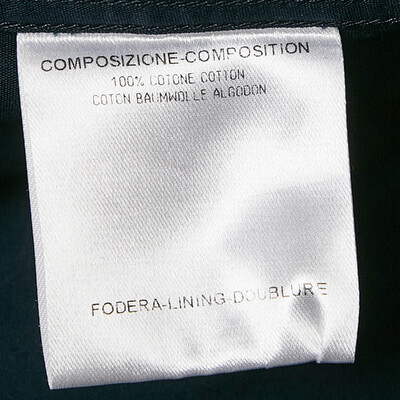 COMPOSIZIONE-COMPOSITION
100% COTONE COTTON
COTON BAUMWOLLE ALGODON
FODERA-LINING-DOUBLURE